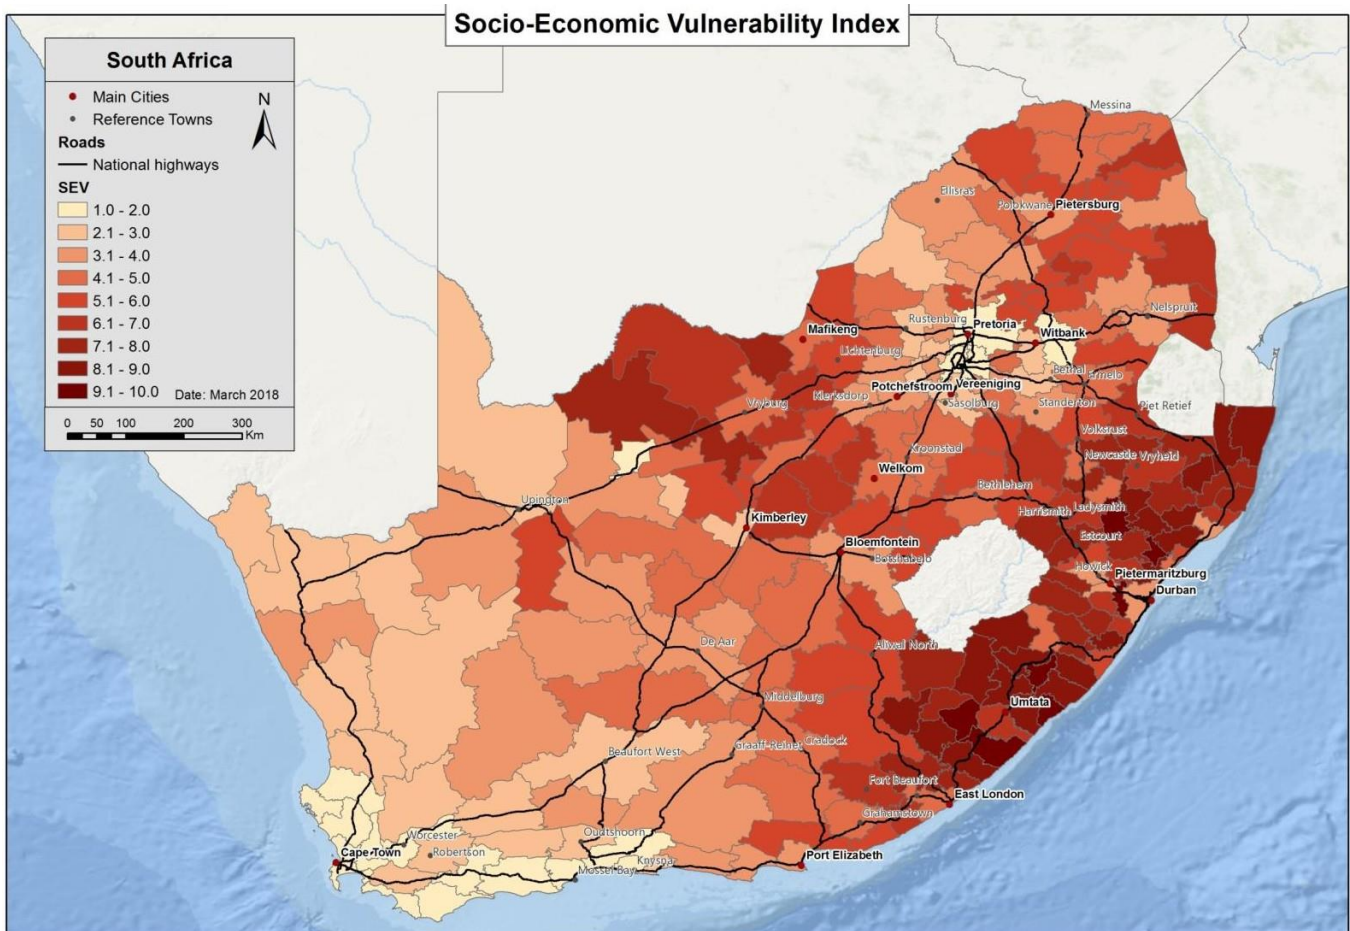 Socio-Economic Vulnerability Index
South Africa
Main Cities
N
Reference Towns
Roads
National highways
SEV
1.0 - 2.0
2.1 - 3.0
3.1 - 4.0
4.1 - 5.0
5.1 - 6.0
6.1 - 7.0
7.1 - 8.0
8.1 - 9.0
9.1 - 10.0 Date: March 2018
0 50 100 200 300
Km
Messina
Ellisras
Polokwane Pietersburg
Nelspruit
Rustenburg Pretoria
Mafikeng
Witbank
Lichtenburg
Bethal Ermelo
Potchefstroom Vereeniging
Klerksdorp
Sasolburg
Standerton
Vryburg
Piet Retief
Volksrust
Kroonstad
Newcastle Vryheid
Welkom
Bethlehem
Upington
Harrismith Ladysmith
Kimberley
Estcourt
Bloemfontein
Botshabelo
Howick
Pietermaritzburg
Durban
De Aar
Aliwal North
Middelburg
Umtata
Cradock
Graaff-Reinet
Beaufort West
Fort Beaufort
East London
Grahamstown
Oudtshoorn
Worcester
Cape Town
Robertson
Port Elizabeth
Knysna
Mossel Bay